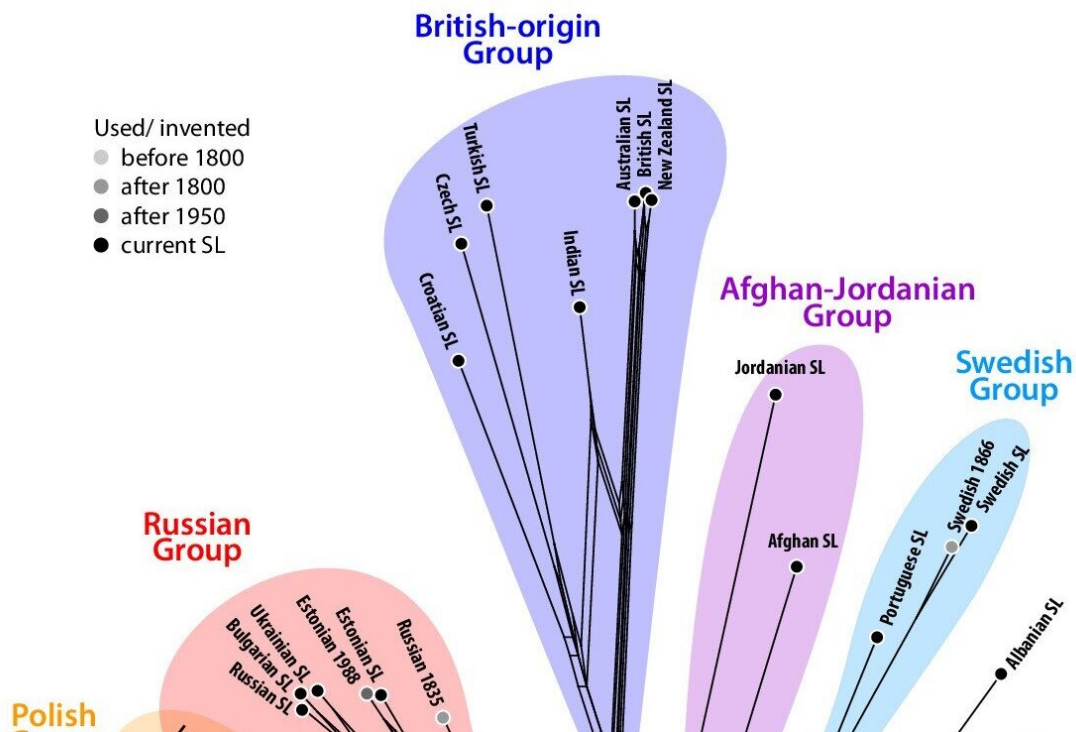 British-origin
Group
Used/ invented
before 1800
after 1800
after 1950
current SL
Turkish SL
Czech SL
Croatian SL
Indian SL
Australian SL
British SL
New Zealand SL
Afghan-Jordanian
Group
Jordanian SL
Afghan SL
Swedish
Group
Swedish 1866
Swedish SL
Portuguese SL
Albanian SL
Russian
Group
Ukrainian SL
Bulgarian SL
Russian SL
Estonian 1988
Estonian SL
Russian 1835
Polish